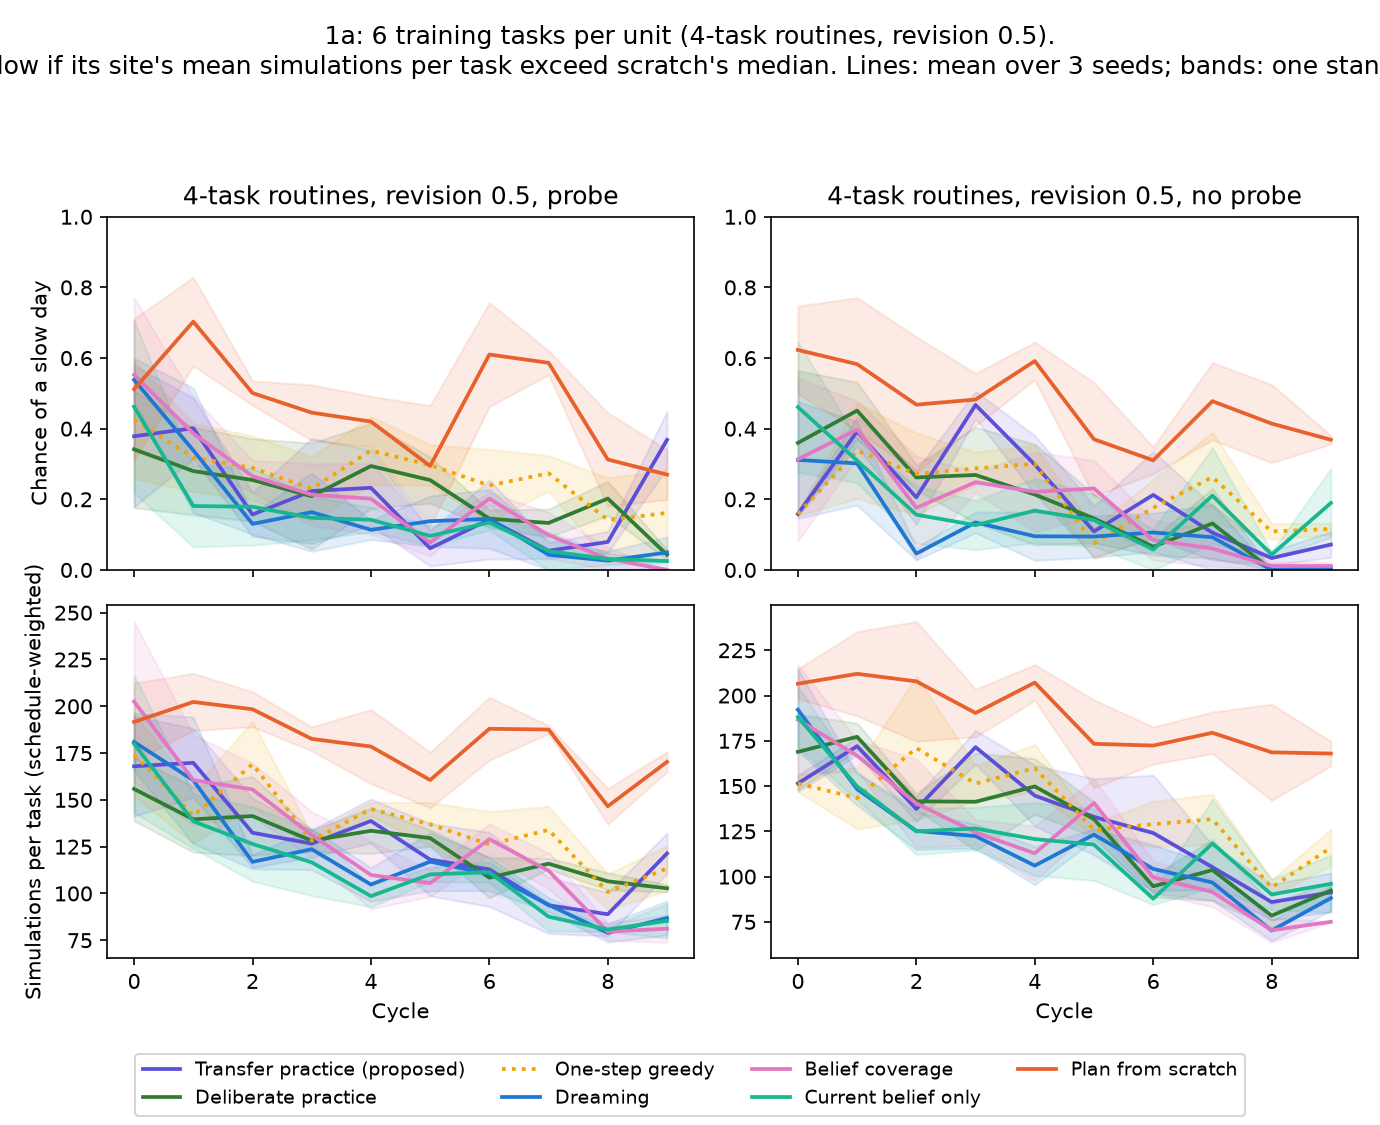 1a: 6 training tasks per unit (4-task routines, revision 0.5).
low if its site's mean simulations per task exceed scratch's median. Lines: mean over 3 seeds; bands: one stan
4-task routines, revision 0.5, probe
4-task routines, revision 0.5, no probe
Chance of a slow day
1.0
0.8
0.6
0.4
0.2
0.0
1.0
0.8
0.6
0.4
0.2
0.0
Simulations per task (schedule-weighted)
250
225
200
175
150
125
100
75
225
200
175
150
125
100
75
0 2 4 6 8
0 2 4 6 8
Cycle
Cycle
Transfer practice (proposed)
Deliberate practice
One-step greedy
Dreaming
Belief coverage
Current belief only
Plan from scratch